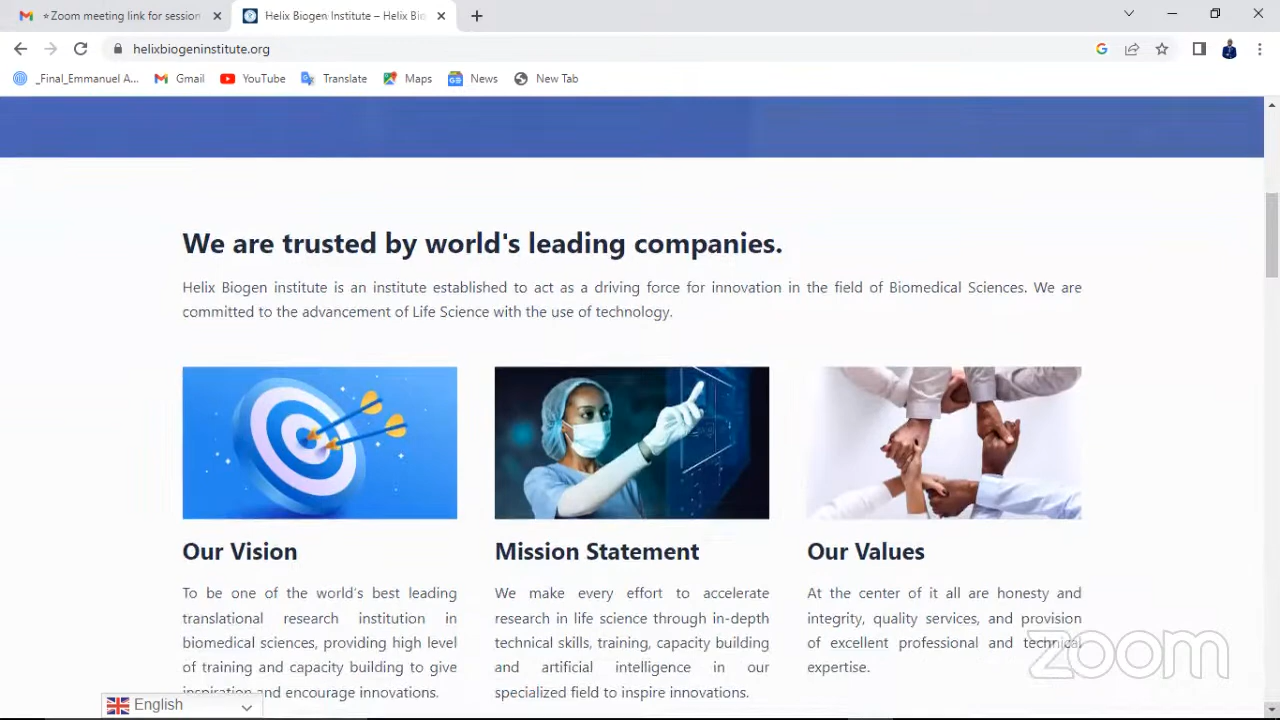 Zoom meeting link for session
Helix Biogen Institute – Helix Bio
helixbiogeninstitute.org
_Final_Emmanuel A...
Gmail
YouTube
Translate
Maps
News
New Tab
We are trusted by world's leading companies.
Helix Biogen institute is an institute established to act as a driving force for innovation in the field of Biomedical Sciences. We are
committed to the advancement of Life Science with the use of technology.
Our Vision
To be one of the world's best leading
translational research institution in
biomedical sciences, providing high level
of training and capacity building to give
inspiration and encourage innovations.
Mission Statement
We make every effort to accelerate
research in life science through in-depth
technical skills, training, capacity building
and artificial intelligence in our
specialized field to inspire innovations.
Our Values
At the center of it all are honesty and
integrity, quality services, and provision
of excellent professional and technical
expertise.
zoom
English